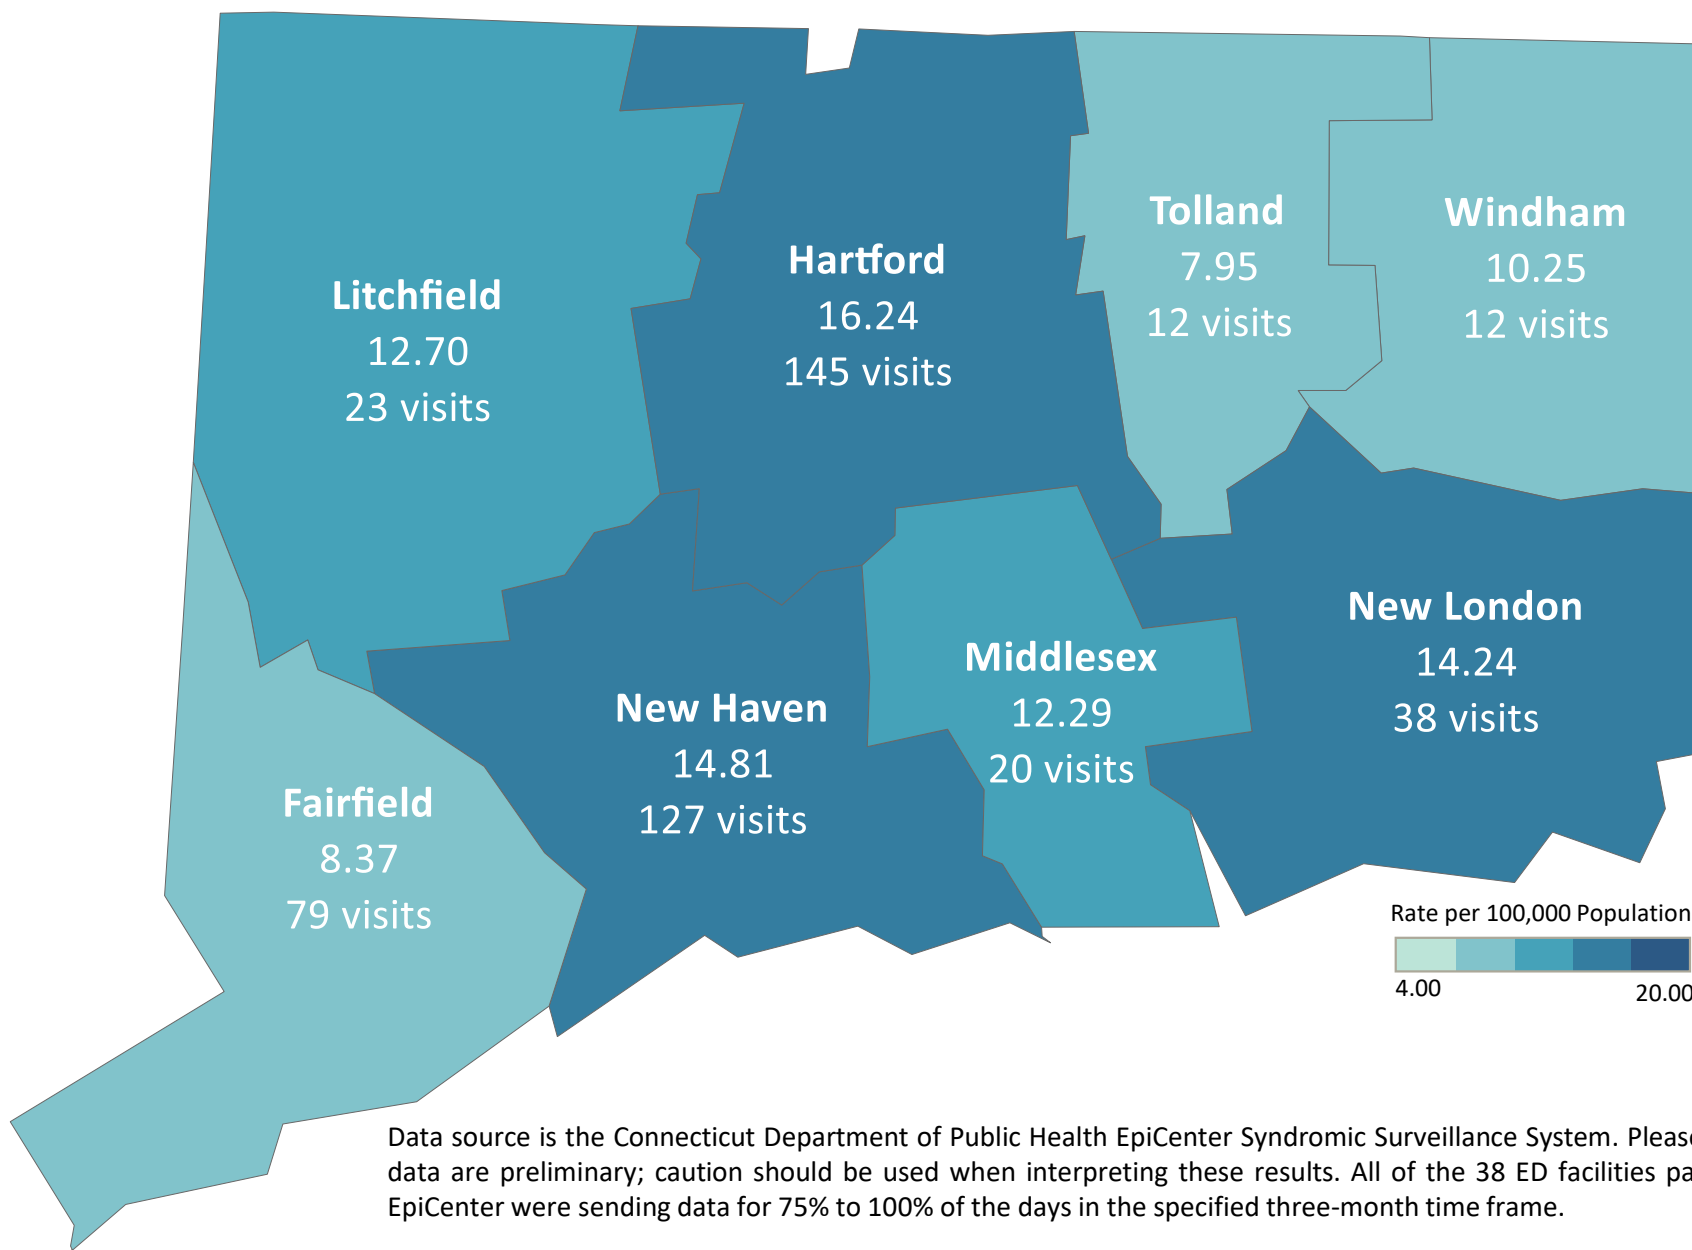 Litchfield
12.70
23 visits
Hartford
16.24
145 visits
Tolland
7.95
12 visits
Windham
10.25
12 visits
Fairfield
8.37
79 visits
New Haven
14.81
127 visits
Middlesex
12.29
20 visits
New London
14.24
38 visits
Rate per 100,000 Population
4.00
20.00
Data source is the Connecticut Department of Public Health EpiCenter Syndromic Surveillance System. Please
data are preliminary; caution should be used when interpreting these results. All of the 38 ED facilities
EpiCenter were sending data for 75% to 100% of the days in the specified three-month time frame.